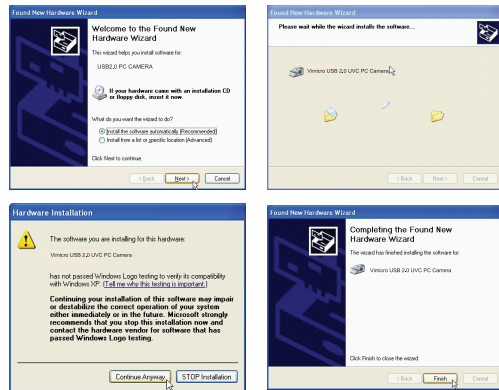 Found New Hardware Wizard
Welcome to the Found New
Hardware Wizard
This wizard helps you install software for:
USB2.0 PC CAMERA
If your hardware came with an installation CD
or floppy disk, insert it now.
What do you want the wizard to do?
Install the software automatically (Recommended)
Install from a list or specific location (Advanced)
Click Next to continue.
< Back
Next >
Cancel
Found New Hardware Wizard
Please wait while the wizard installs the software...
Vimicro USB 2.0 UVC PC Camera
< Back
Next >
Cancel
Hardware Installation
The software you are installing for this hardware:
Vimicro USB 2.0 UVC PC Camera
has not passed Windows Logo testing to verify its compatibility
with Windows XP. (Tell me why this testing is important.)
Continuing your installation of this software may impair
or destabilize the correct operation of your system
either immediately or in the future. Microsoft strongly
recommends that you stop this installation now and
contact the hardware vendor for software that has
passed Windows Logo testing.
Continue Anyway
STOP Installation
Found New Hardware Wizard
Completing the Found New
Hardware Wizard
The wizard has finished installing the software for:
Vimicro USB 2.0 UVC PC Camera
Click Finish to close the wizard.
< Back
Finish
Cancel